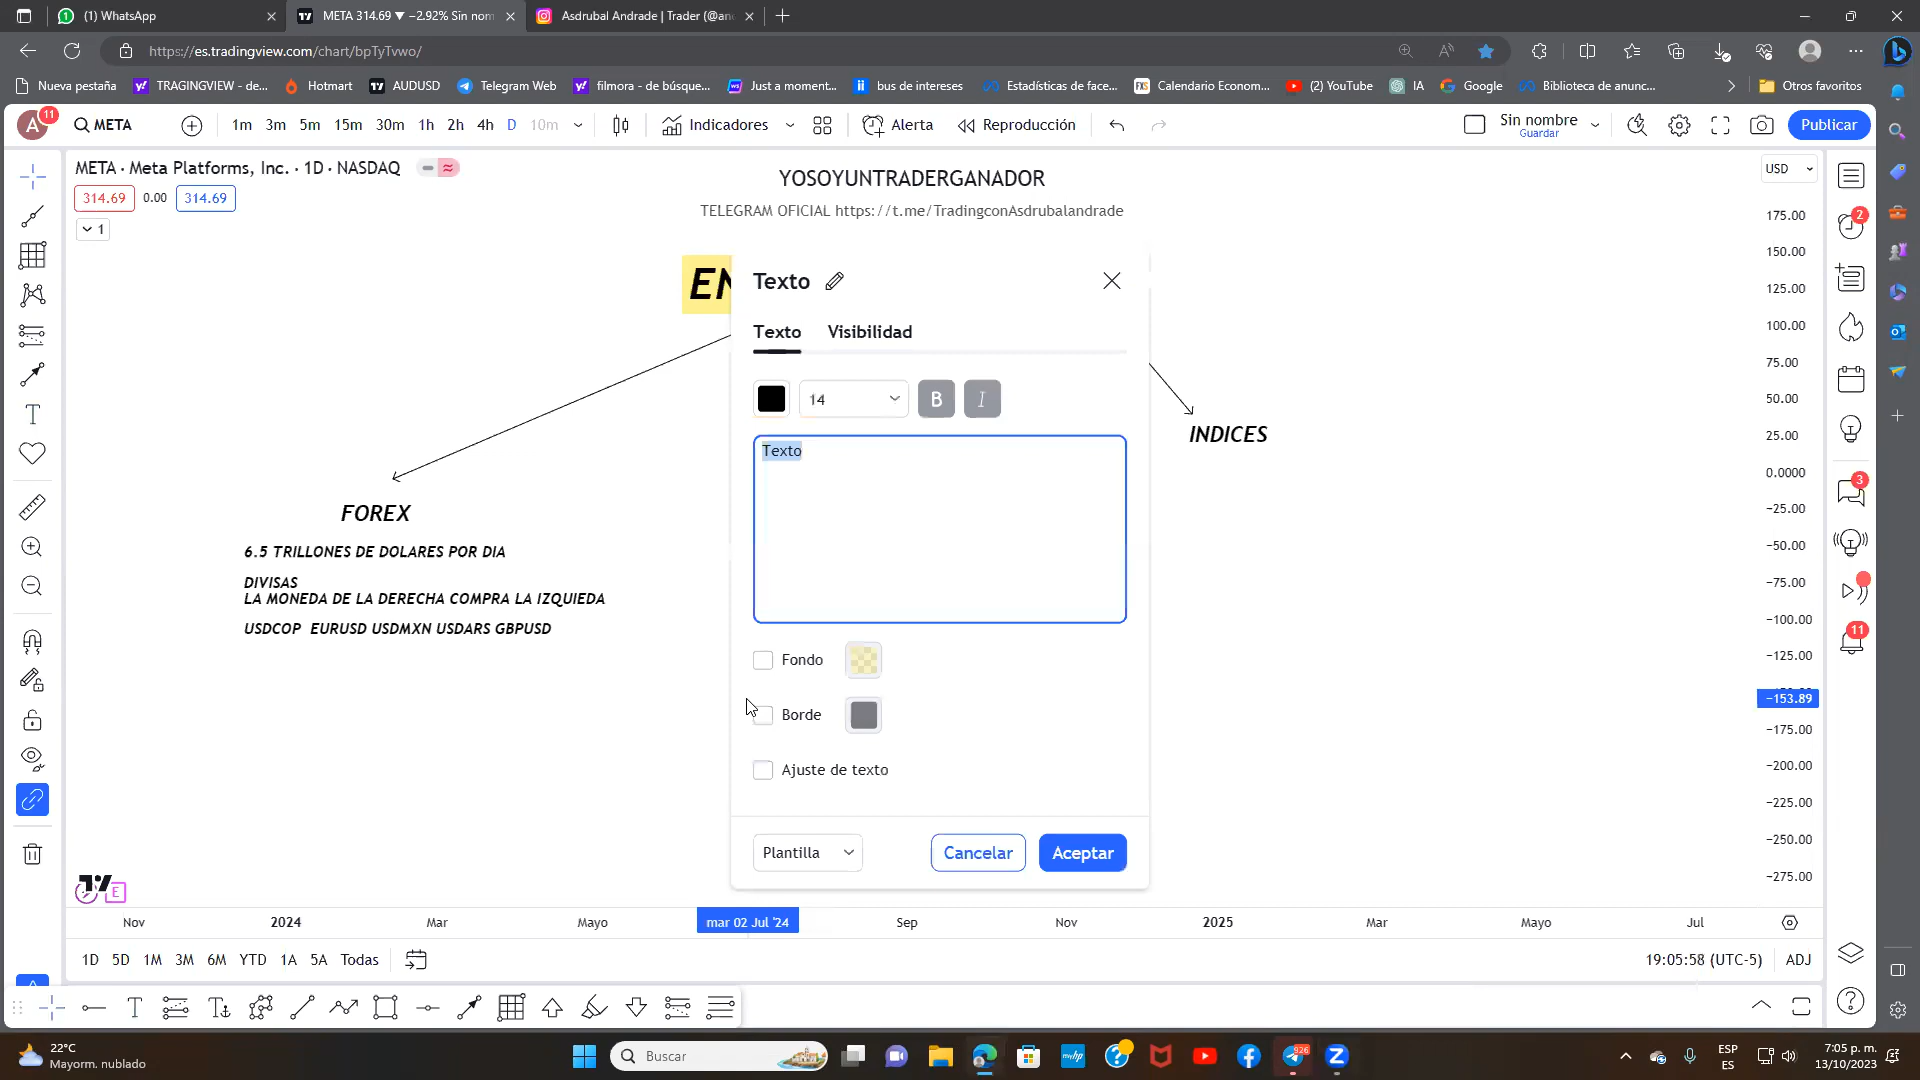 (1) WhatsApp
META 314.69 ▼ −2.92% Sin nom
Asdrubal Andrade | Trader (@an
https://es.tradingview.com/chart/bpTyTvwo/
Nueva pestaña
TRAGINGVIEW - de...
Hotmart
AUDUSD
Telegram Web
filmora - de búsque...
Just a moment...
bus de intereses
Estadísticas de face...
Calendario Econom...
(2) YouTube
IA
Google
Biblioteca de anunc...
Otros favoritos
A 11
META
1m 3m 5m 15m 30m 1h 2h 4h D 10m
Indicadores
Alerta
Reproducción
Sin nombre
Guardar
Publicar
META · Meta Platforms, Inc. · 1D · NASDAQ
314.69 0.00 314.69
1
YOSOYUNTRADERGANADOR
TELEGRAM OFICIAL https://t.me/TradingconAsdrubalandrade
USD
EN
INDICES
FOREX
6.5 TRILLONES DE DOLARES POR DIA
DIVISAS
LA MONEDA DE LA DERECHA COMPRA LA IZQUIEDA
USDCOP EURUSD USDMXN USDARS GBPUSD
Texto
Texto Visibilidad
14 B I
Texto
Fondo
Borde
Ajuste de texto
Plantilla
Cancelar
Aceptar
175.00
150.00
125.00
100.00
75.00
50.00
25.00
0.0000
−25.00
−50.00
−75.00
−100.00
−125.00
−153.89
−175.00
−200.00
−225.00
−250.00
−275.00
2
3
11
E
Nov 2024 Mar Mayo mar 02 Jul '24 Sep Nov 2025 Mar Mayo Jul
1D 5D 1M 3M 6M YTD 1A 5A Todas
19:05:58 (UTC-5) ADJ
22°C
Mayorm. nublado
Buscar
926
ESP
ES
7:05 p. m.
13/10/2023